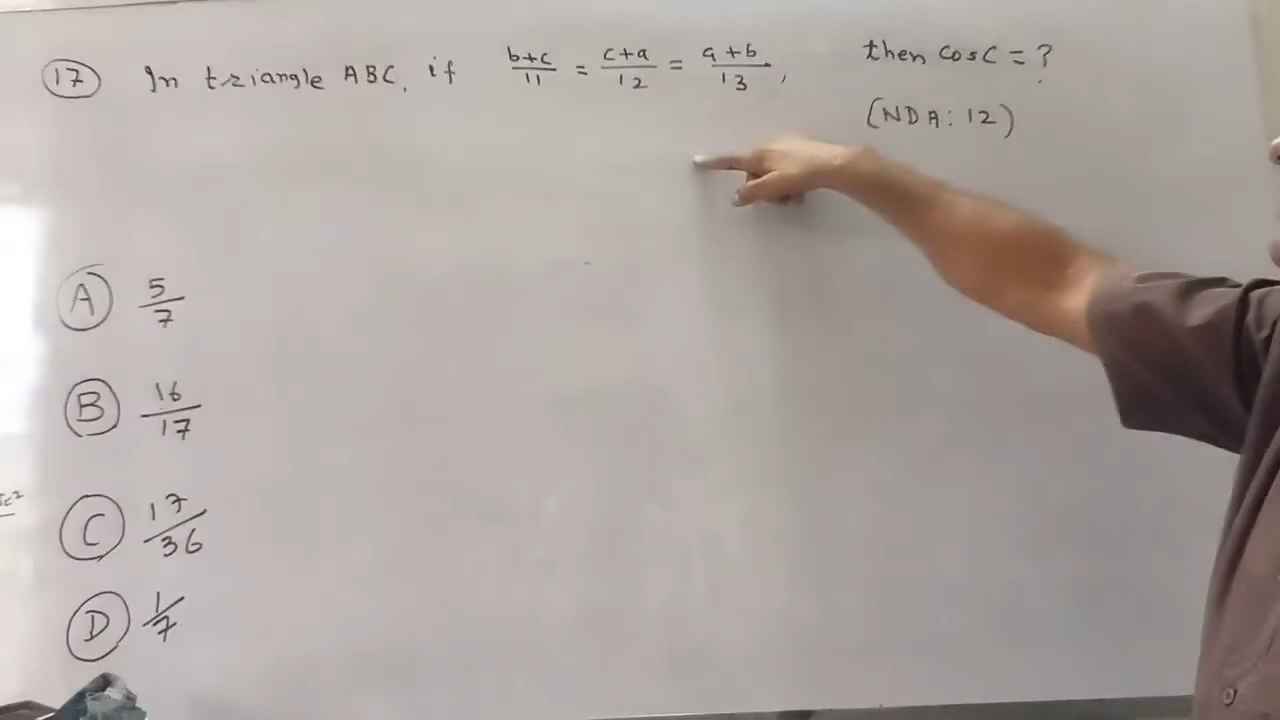 17 In triangle ABC, if b+c/11 = c+a/12 = a+b/13, then cosC = ?
(NDA: 12)
A 5/7
B 16/17
C 17/36
D 1/7